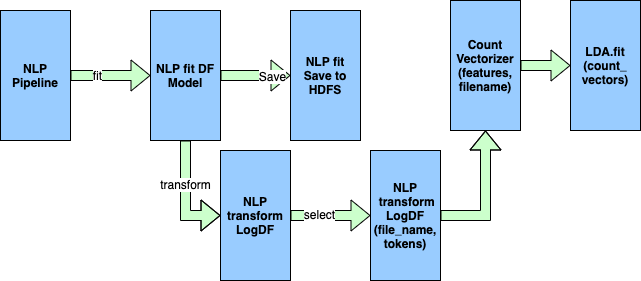 NLP
Pipeline
fit
NLP fit DF
Model
Save
NLP fit
Save to
HDFS
transform
NLP
transform
LogDF
select
NLP
transform
LogDF
(file_name,
tokens)
Count
Vectorizer
(features,
filename)
LDA.fit
(count_
vectors)